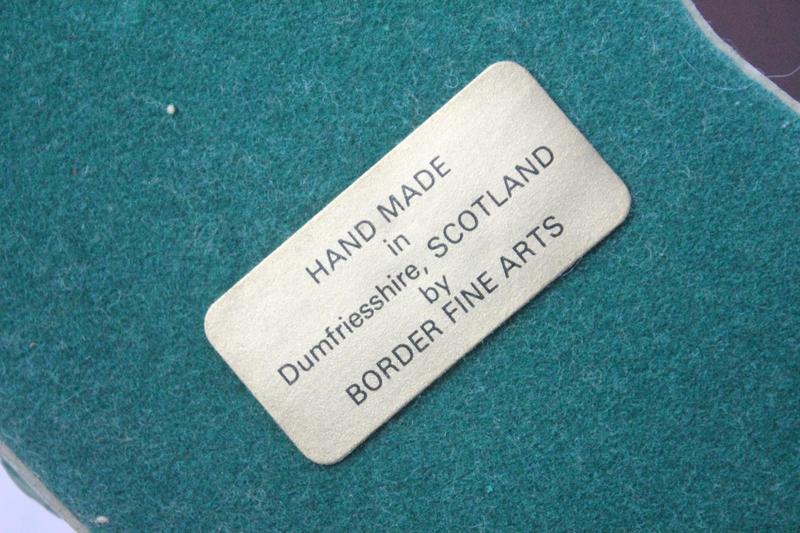 HAND MADE
in
Dumfriesshire, SCOTLAND
by
BORDER FINE ARTS